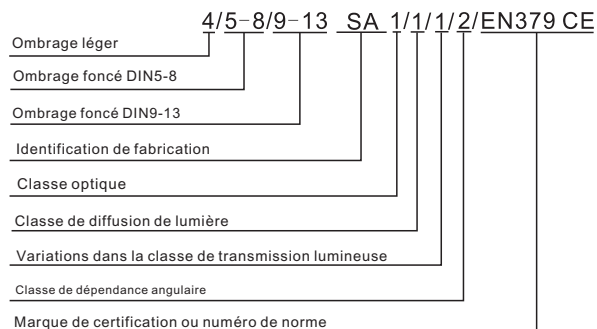 4/5-8/9-13 SA 1/1/1/2/EN379 CE
Ombrage léger
Ombrage foncé DIN5-8
Ombrage foncé DIN9-13
Identification de fabrication
Classe optique
Classe de diffusion de lumière
Variations dans la classe de transmission lumineuse
Classe de dépendance angulaire
Marque de certification ou numéro de norme